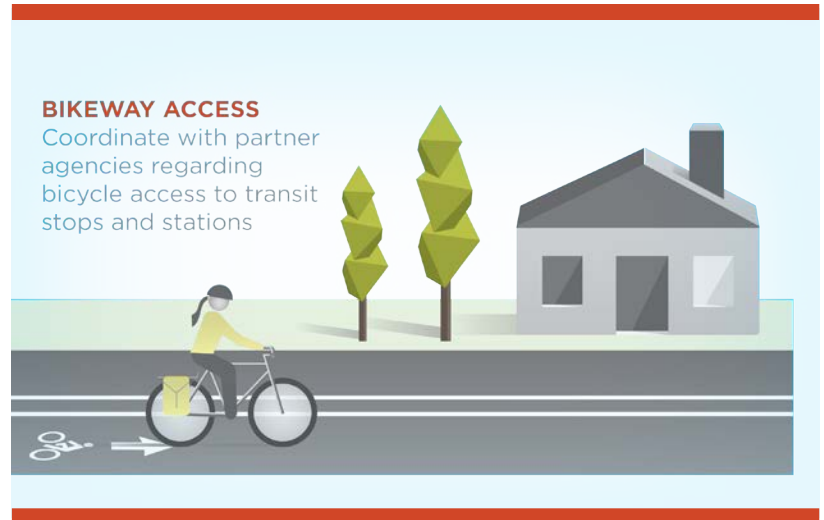 BIKEWAY ACCESS
Coordinate with partner
agencies regarding
bicycle access to transit
stops and stations